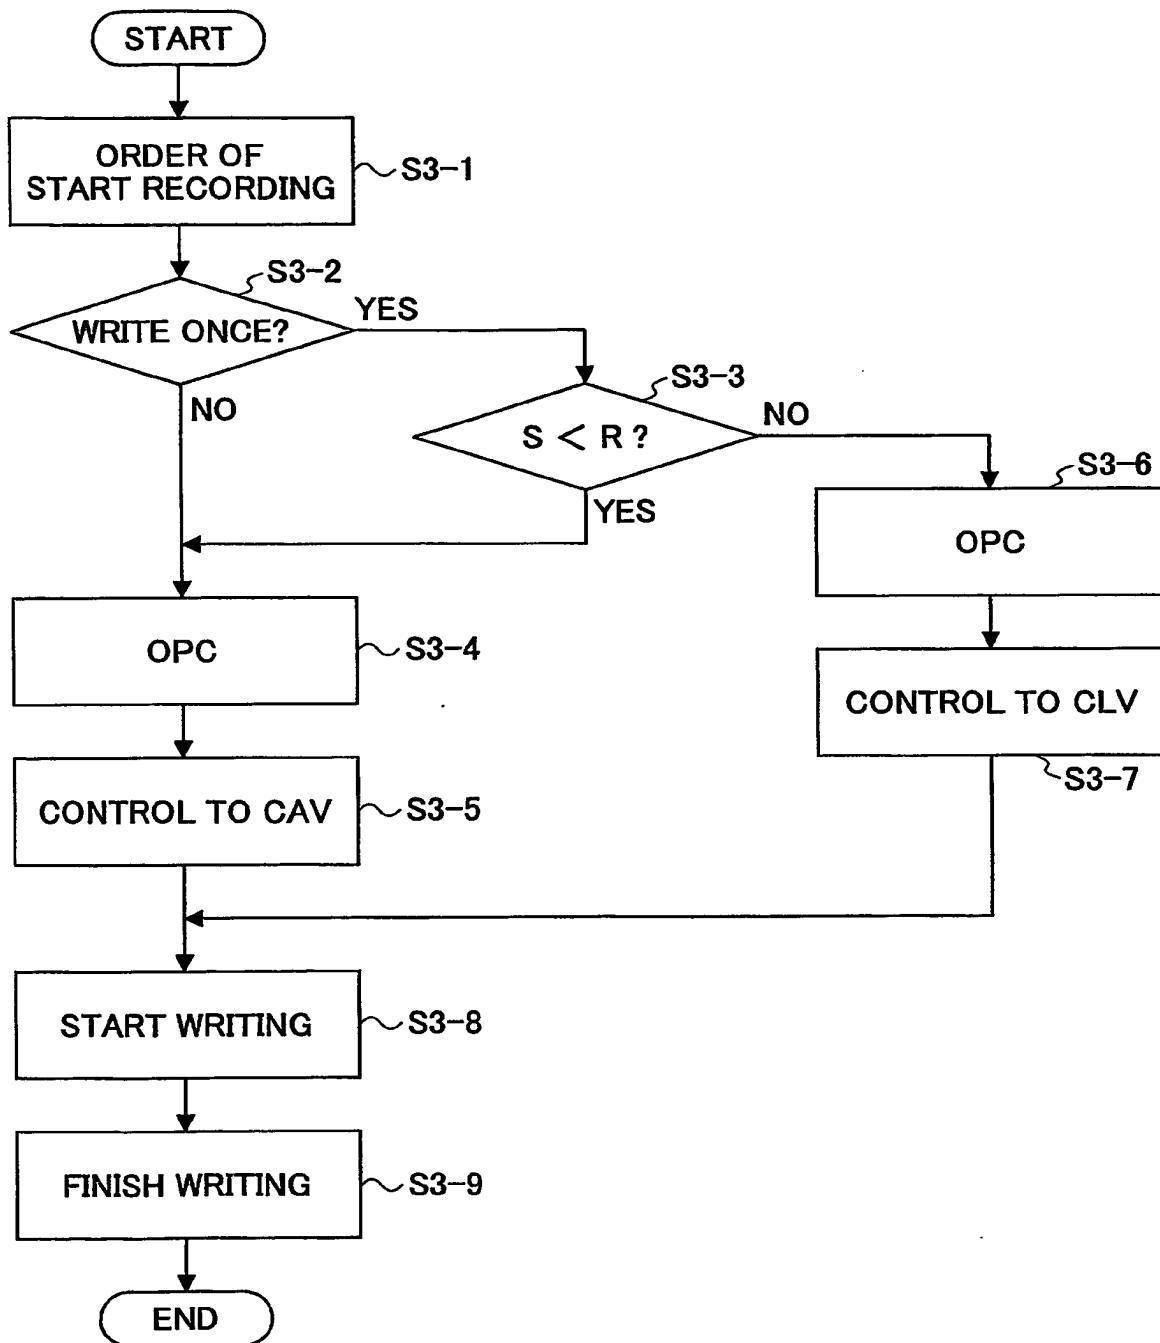 START
ORDER OF
START RECORDING
S3-1
S3-2
WRITE ONCE?
YES
NO
S3-3
S < R ?
NO
YES
S3-6
OPC
OPC
S3-4
CONTROL TO CLV
S3-7
CONTROL TO CAV
S3-5
START WRITING
S3-8
FINISH WRITING
S3-9
END